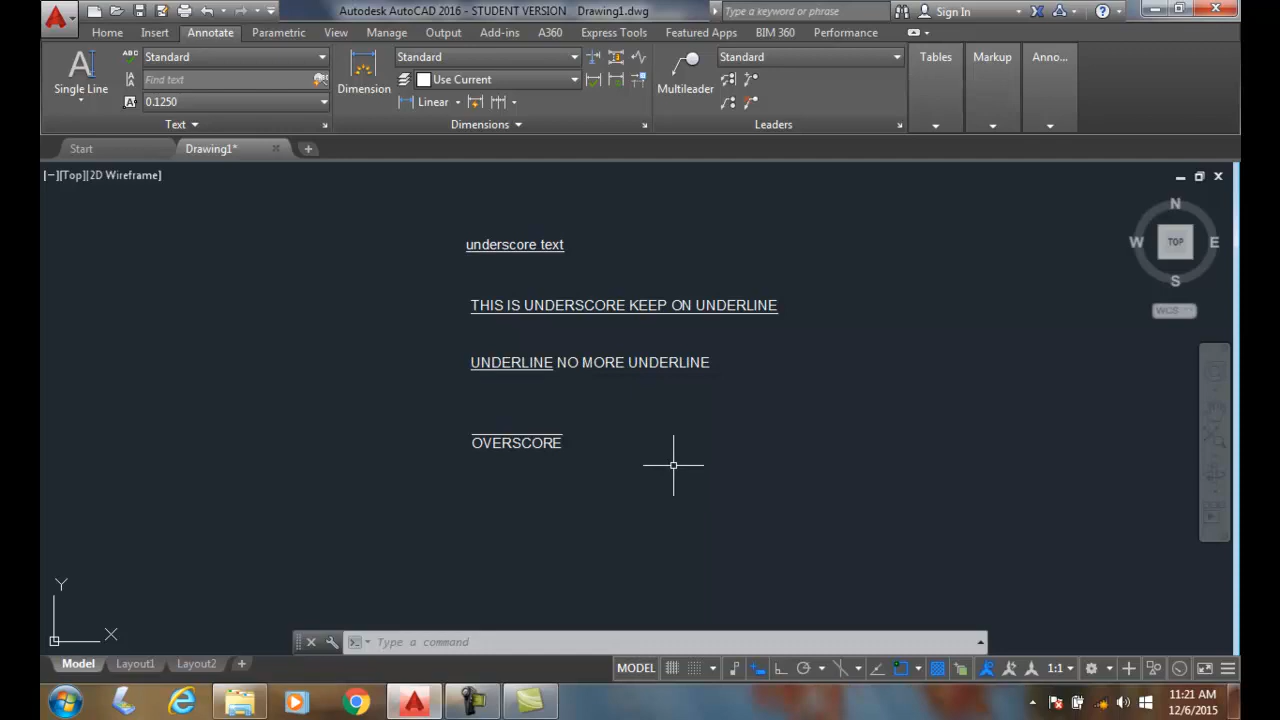 Autodesk AutoCAD 2016 - STUDENT VERSION Drawing1.dwg
Type a keyword or phrase
Sign In
Home Insert Annotate Parametric View Manage Output Add-ins A360 Express Tools Featured Apps BIM 360 Performance
ABC Standard
Single Line
Find text
0.1250
Text
Standard
Dimension
Use Current
Linear
Dimensions
Standard
Multileader
Leaders
Tables
Markup
Anno...
Start Drawing1*
[−][Top][2D Wireframe]
N
W TOP E
S
WCS
underscore text
THIS IS UNDERSCORE KEEP ON UNDERLINE
UNDERLINE NO MORE UNDERLINE
OVERSCORE
Y
X
Type a command
Model Layout1 Layout2
MODEL 1:1
11:21 AM
12/6/2015